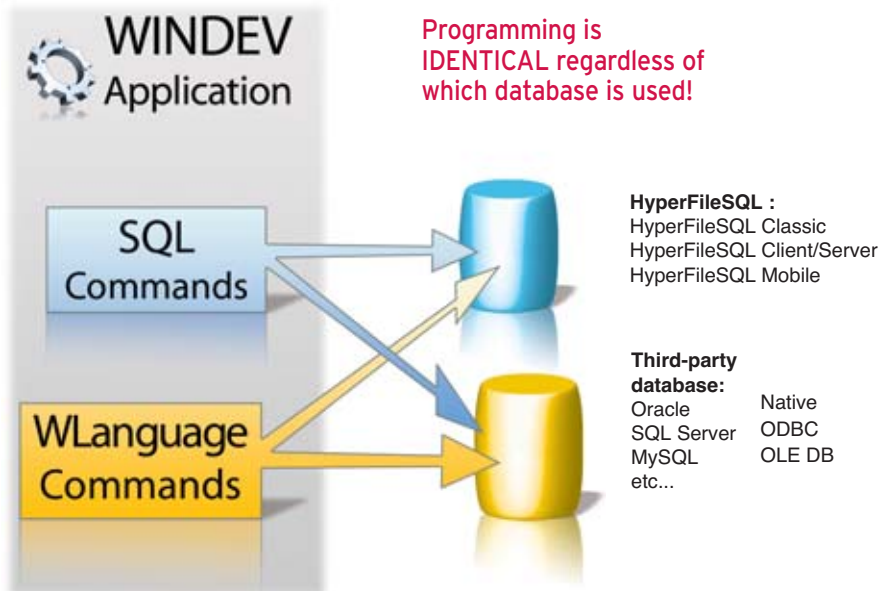 WINDEV
Application
Programming is
IDENTICAL regardless of
which database is used!
SQL
Commands
HyperFileSQL :
HyperFileSQL Classic
HyperFileSQL Client/Server
HyperFileSQL Mobile
WLanguage
Commands
Third-party
database:
Oracle
SQL Server
MySQL
etc...
Native
ODBC
OLE DB